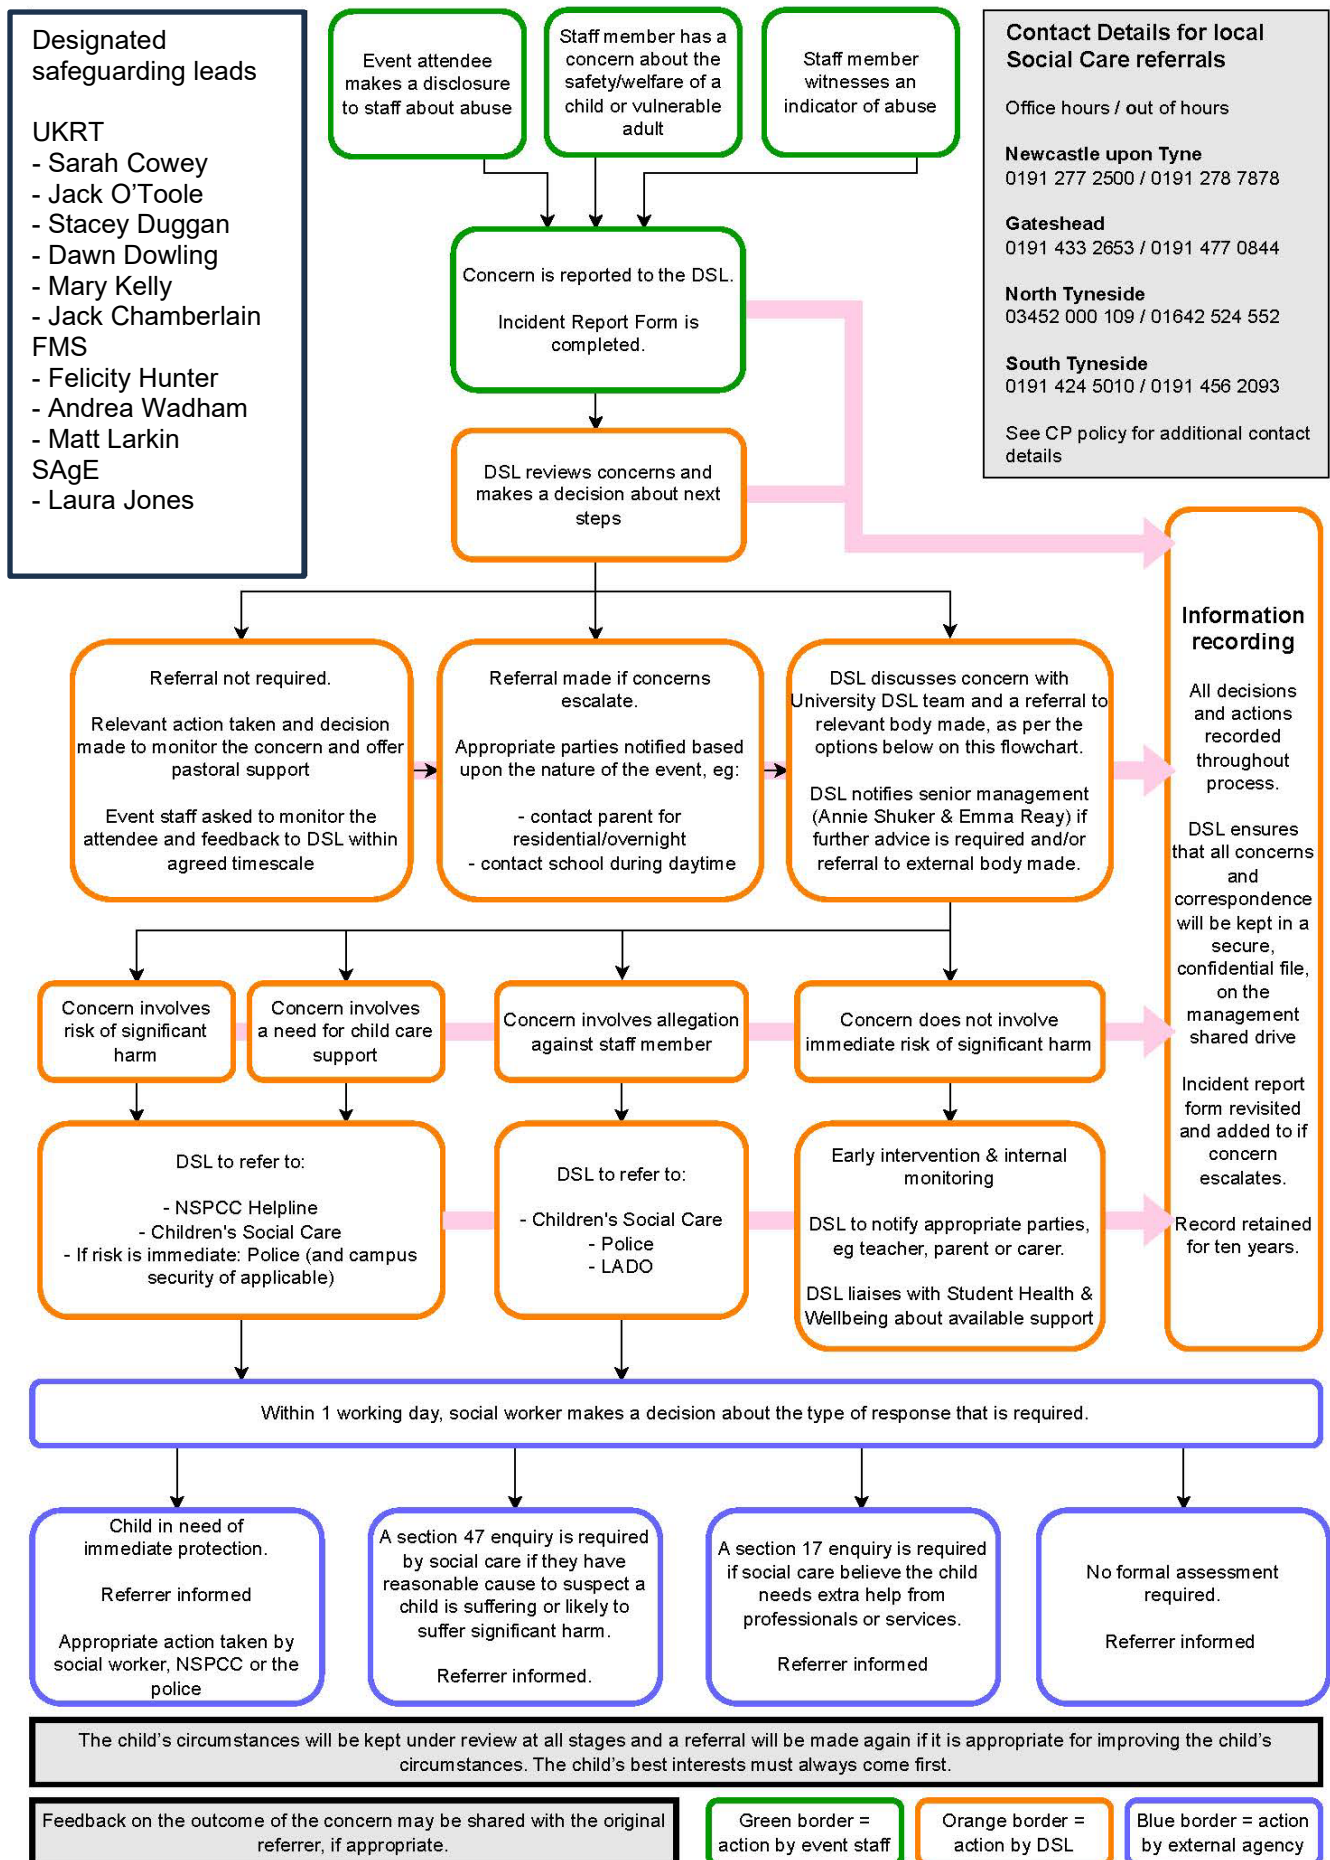 Designated
safeguarding leads
UKRT
- Sarah Cowey
- Jack O'Toole
- Stacey Duggan
- Dawn Dowling
- Mary Kelly
- Jack Chamberlain
FMS
- Felicity Hunter
- Andrea Wadham
- Matt Larkin
SAgE
- Laura Jones
Event attendee
makes a disclosure
to staff about abuse
Staff member has a
concern about the
safety/welfare of a
child or vulnerable
adult
Staff member
witnesses an
indicator of abuse
Contact Details for local
Social Care referrals
Office hours / out of hours
Newcastle upon Tyne
0191 277 2500 / 0191 278 7878
Gateshead
0191 433 2653 / 0191 477 0844
North Tyneside
03452 000 109 / 01642 524 552
South Tyneside
0191 424 5010 / 0191 456 2093
See CP policy for additional contact
details
Concern is reported to the DSL.
Incident Report Form is
completed.
DSL reviews concerns and
makes a decision about next
steps
Referral not required.
Relevant action taken and decision
made to monitor the concern and offer
pastoral support
Event staff asked to monitor the
attendee and feedback to DSL within
agreed timescale
Referral made if concerns
escalate.
Appropriate parties notified based
upon the nature of the event, eg:
- contact parent for
residential/overnight
- contact school during daytime
DSL discusses concern with
University DSL team and a referral to
relevant body made, as per the
options below on this flowchart.
DSL notifies senior management
(Annie Shuker & Emma Reay) if
further advice is required and/or
referral to external body made.
Information
recording
All decisions
and actions
recorded
throughout
process.
DSL ensures
that all concerns
and
correspondence
will be kept in a
secure,
confidential file,
on the
management
shared drive
Incident report
form revisited
and added to if
concern
escalates.
Record retained
for ten years.
Concern involves
risk of significant
harm
Concern involves
a need for child care
support
Concern involves allegation
against staff member
Concern does not involve
immediate risk of significant harm
DSL to refer to:
- NSPCC Helpline
- Children's Social Care
- If risk is immediate: Police (and campus
security of applicable)
DSL to refer to:
- Children's Social Care
- Police
- LADO
Early intervention & internal
monitoring
DSL to notify appropriate parties,
eg teacher, parent or carer.
DSL liaises with Student Health &
Wellbeing about available support
Within 1 working day, social worker makes a decision about the type of response that is required.
Child in need of
immediate protection.
Referrer informed
Appropriate action taken by
social worker, NSPCC or the
police
A section 47 enquiry is required
by social care if they have
reasonable cause to suspect a
child is suffering or likely to
suffer significant harm.
Referrer informed.
A section 17 enquiry is required
if social care believe the child
needs extra help from
professionals or services.
Referrer informed
No formal assessment
required.
Referrer informed
The child's circumstances will be kept under review at all stages and a referral will be made again if it is appropriate for improving the child's
circumstances. The child's best interests must always come first.
Feedback on the outcome of the concern may be shared with the original
referrer, if appropriate.
Green border =
action by event staff
Orange border =
action by DSL
Blue border = action
by external agency